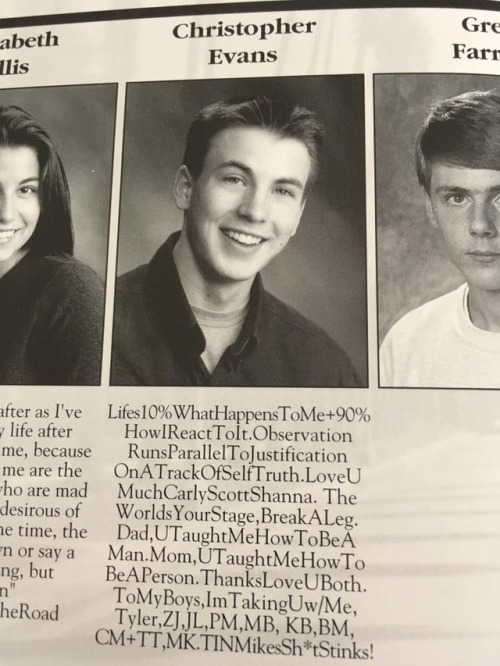 abeth
llis
Christopher
Evans
Gre
Farr
after as I've
y life after
me, because
me are the
who are mad
desirous of
ne time, the
n or say a
ng, but
n"
heRoad
Lifes10%WhatHappensToMe+90%
HowIReactToIt.Observation
RunsParallelToJustification
OnATrackOfSelfTruth.LoveU
MuchCarlyScottShanna. The
WorldsYourStage,BreakALeg.
Dad,UTaughtMeHowToBeA
Man.Mom,UTaughtMeHowTo
BeAPerson.ThanksLoveUBoth.
ToMyBoys,ImTakingUw/Me,
Tyler,ZJ,JL,PM,MB, KB,BM,
CM+TT,MK.TINMikesSh*tStinks!